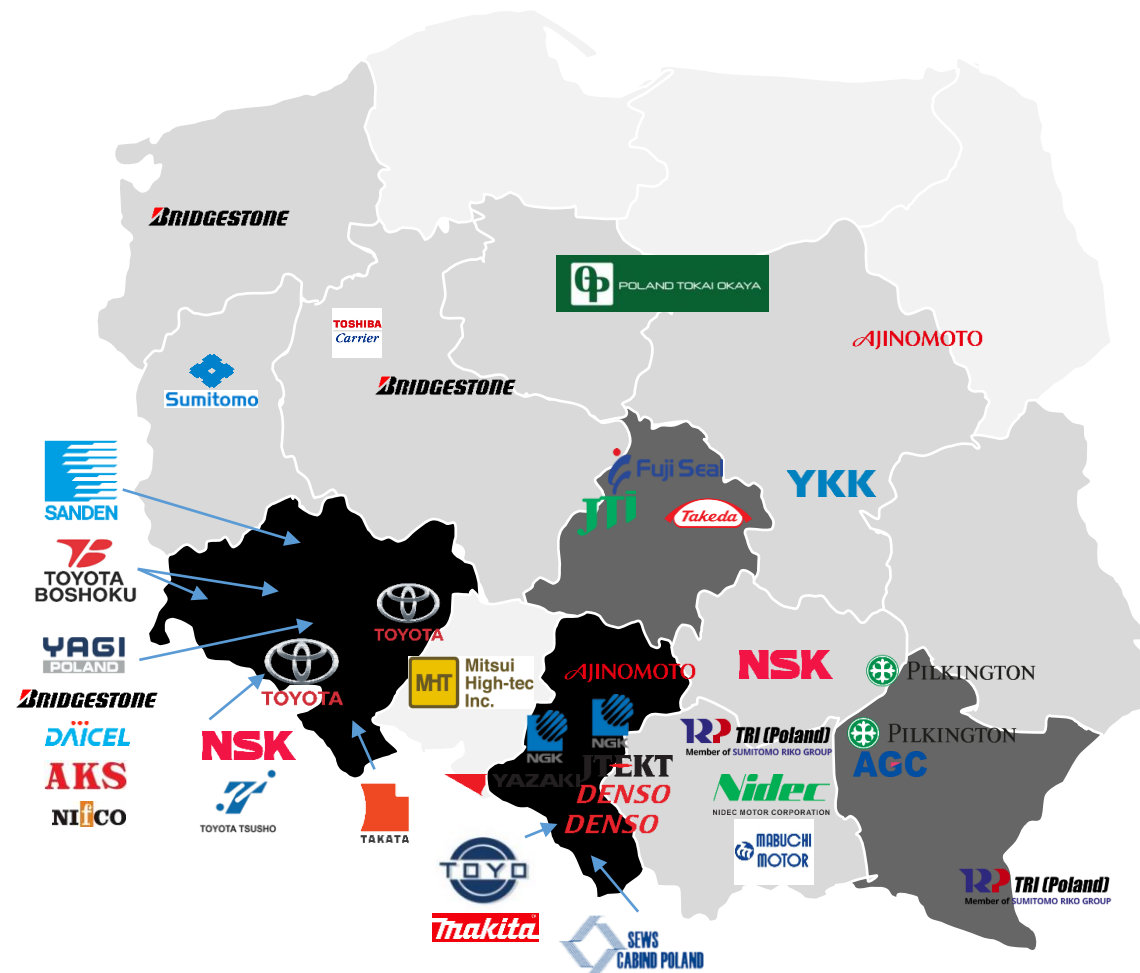 BRIDGESTONE
POLAND TOKAI OKAYA
TOSHIBA
Carrier
AJINOMOTO
Sumitomo
BRIDGESTONE
Fuji Seal
YKK
JTi
Takeda
SANDEN
TOYOTA
BOSHOKU
TOYOTA
YAGI
POLAND
TOYOTA
MHT
Mitsui
High-tec
Inc.
AJINOMOTO
NSK
PILKINGTON
BRIDGESTONE
DAICEL
AKS
NIfCO
NSK
TOYOTA TSUSHO
TAKATA
NGK
NGK
YAZAKI
JTEKT
DENSO
DENSO
TRI (Poland)
Member of SUMITOMO RIKO GROUP
PILKINGTON
AGC
Nidec
NIDEC MOTOR CORPORATION
MABUCHI
MOTOR
TOYO
makita
SEWS
CABIND POLAND
TRI (Poland)
Member of SUMITOMO RIKO GROUP